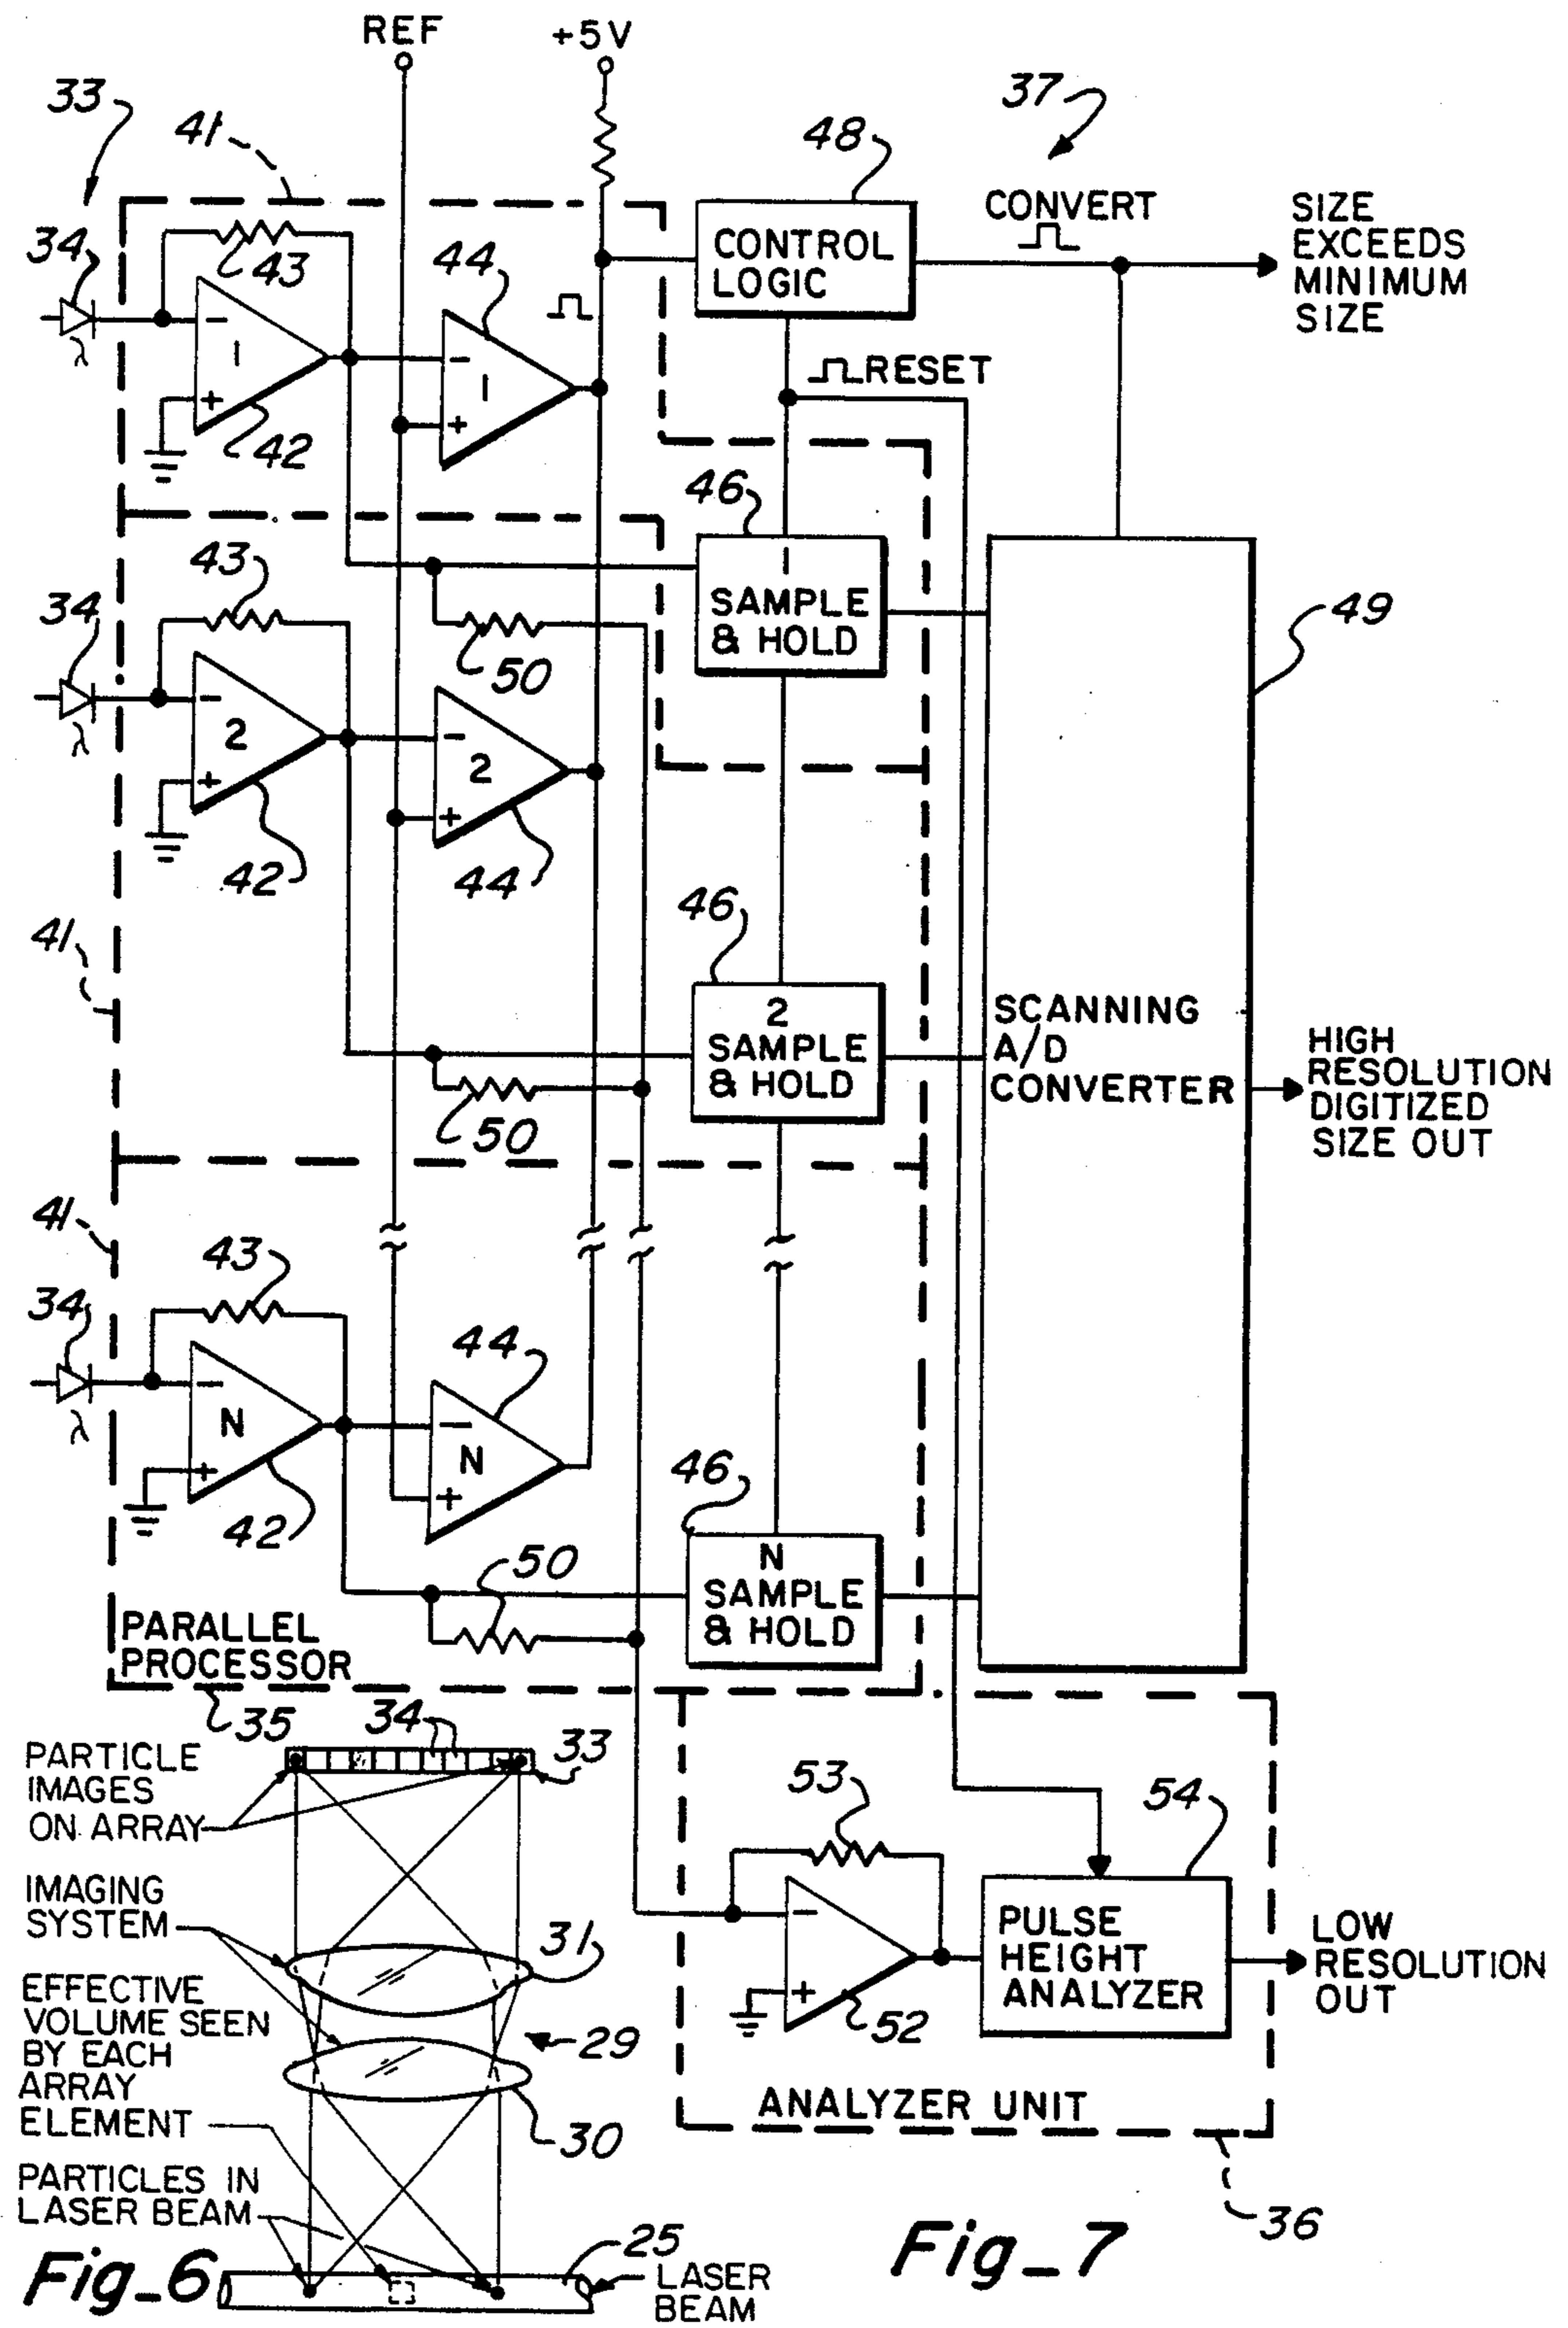 REF
+5V
33
41
37
48
CONVERT
SIZE
EXCEEDS
MINIMUM
SIZE
34
43
44
CONTROL
LOGIC
λ
−
1
+
42
−
1
+
RESET
46
43
1
SAMPLE
& HOLD
34
50
49
λ
−
2
+
42
−
2
+
44
46
41
2
SAMPLE
& HOLD
SCANNING
A/D
CONVERTER
HIGH
RESOLUTION
DIGITIZED
SIZE OUT
50
41
43
34
44
λ
−
N
+
42
−
N
+
46
50
N
SAMPLE
& HOLD
PARALLEL
PROCESSOR
35
34
33
PARTICLE
IMAGES
ON ARRAY
53
54
IMAGING
SYSTEM
31
−
+
52
PULSE
HEIGHT
ANALYZER
LOW
RESOLUTION
OUT
EFFECTIVE
VOLUME SEEN
BY EACH
ARRAY
ELEMENT
29
30
ANALYZER UNIT
36
PARTICLES IN
LASER BEAM
25
LASER
BEAM
Fig_6
Fig_7